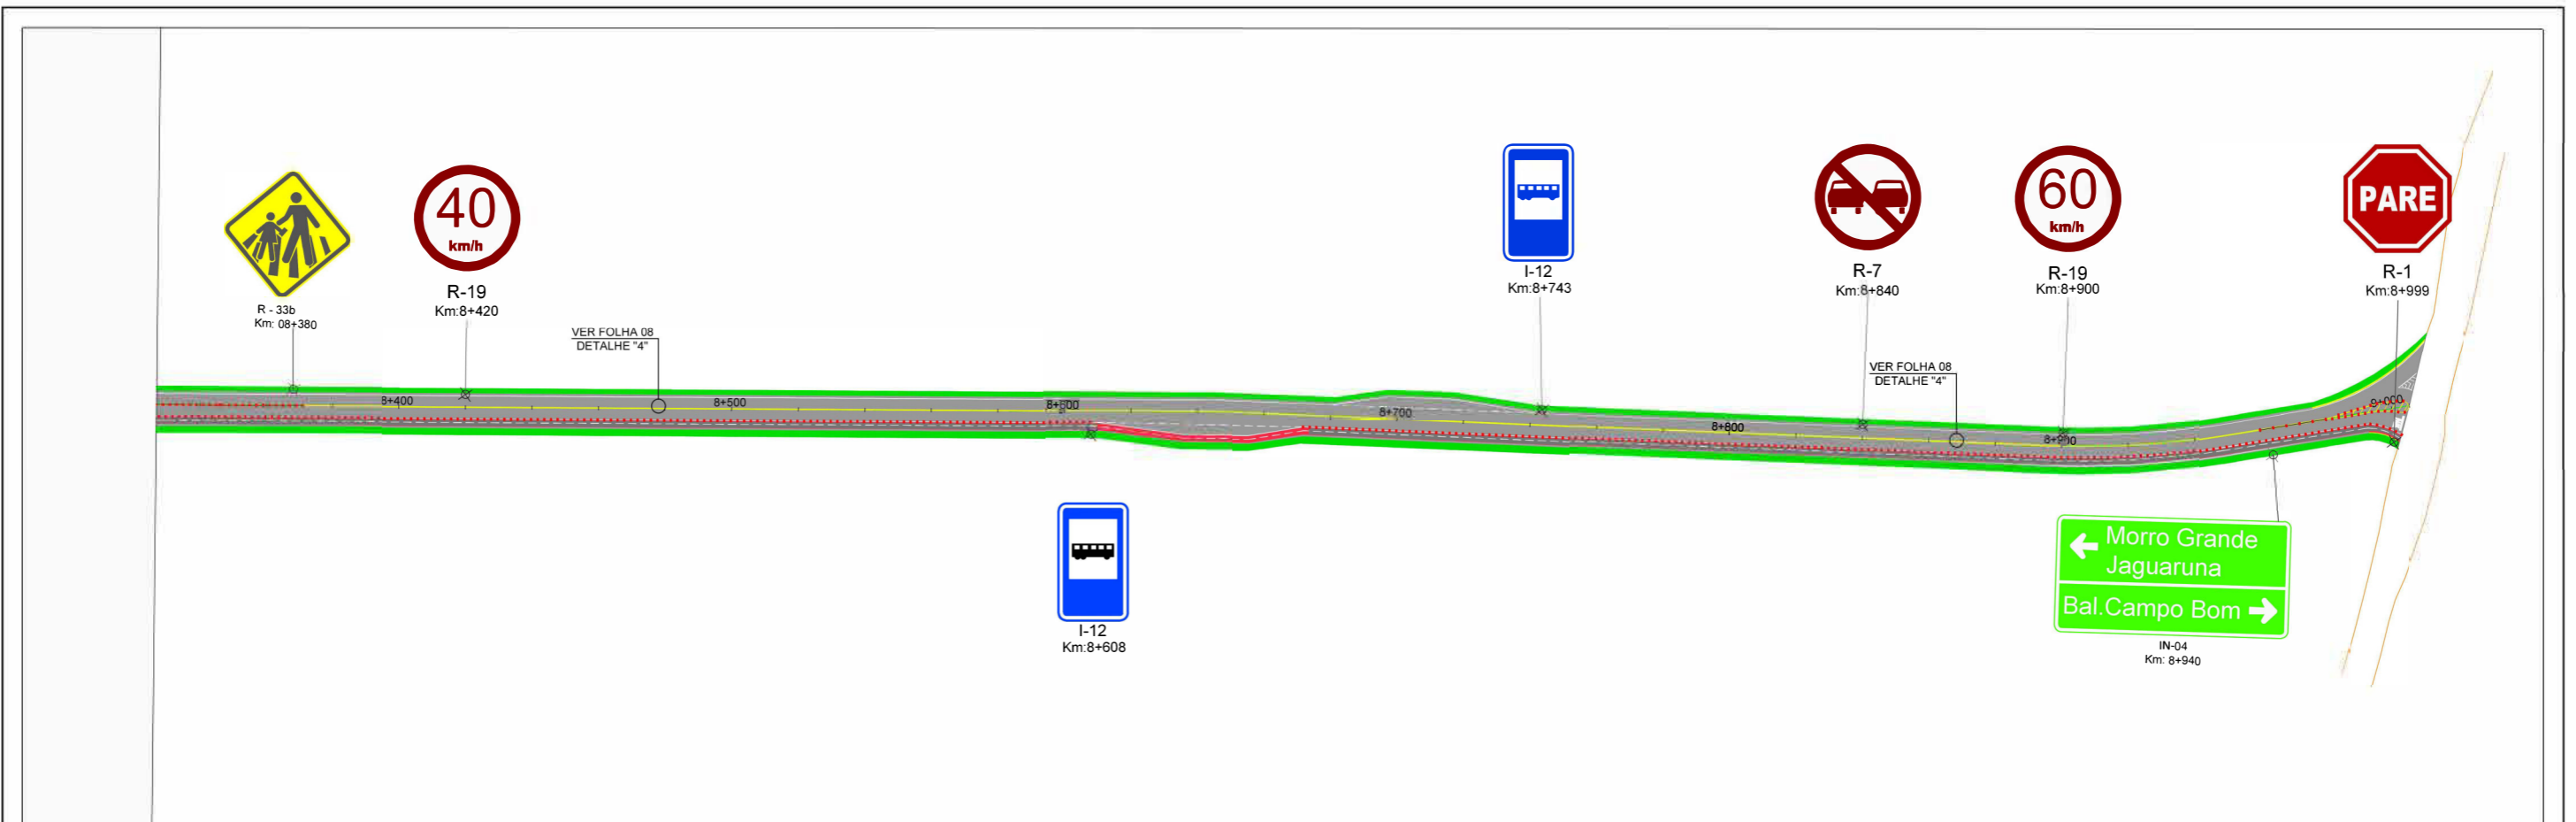 40
km/h
R-19
Km:8+420
R - 33b
Km: 08+380
VER FOLHA 08
DETALHE "4"
I-12
Km:8+743
R-7
Km:8+840
60
km/h
R-19
Km:8+900
PARE
R-1
Km:8+999
VER FOLHA 08
DETALHE "4"
8+400
8+500
8+600
8+700
8+800
8+900
9+000
I-12
Km:8+608
Morro Grande
Jaguaruna
Bal.Campo Bom
IN-04
Km: 8+940